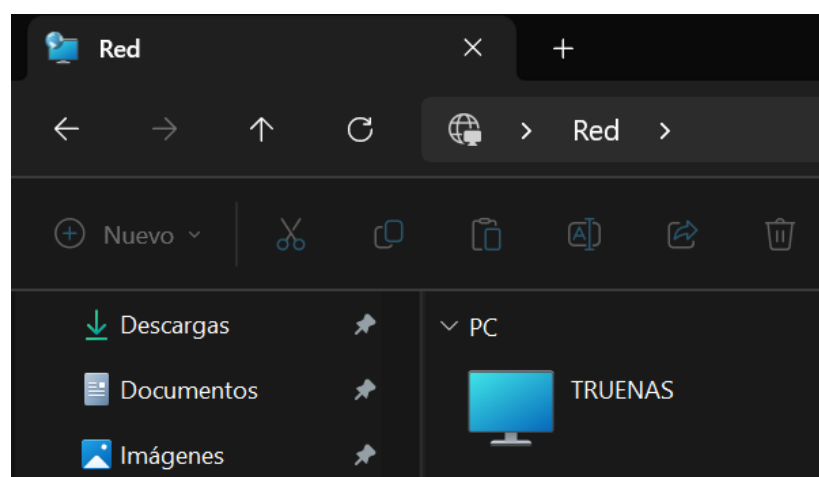 Red
Red
Nuevo
Descargas
PC
Documentos
TRUENAS
Imágenes